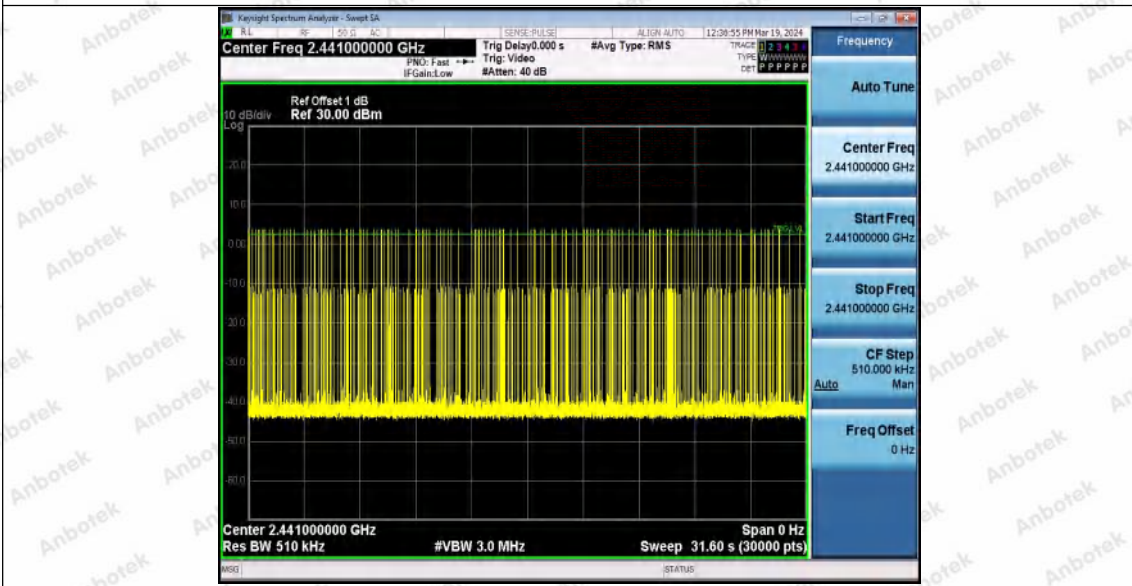 Keysight Spectrum Analyzer - Swept SA
RL RF 50 Ω AC SENSE:PULSE ALIGN AUTO 12:38:55 PM Mar 19, 2024
Center Freq 2.441000000 GHz
PNO: Fast
IFGain:Low
Trig Delay0.000 s
Trig: Video
#Atten: 40 dB
#Avg Type: RMS
TRACE 1 2 3 4 5 6
TYPE W
DET P P P P P P
Frequency
Auto Tune
Center Freq
2.441000000 GHz
Start Freq
2.441000000 GHz
Stop Freq
2.441000000 GHz
CF Step
510.000 kHz
Auto Man
Freq Offset
0 Hz
10 dB/div
Log
Ref Offset 1 dB
Ref 30.00 dBm
20.0
10.0
0.00
TRIG LVL
-10.0
-20.0
-30.0
-40.0
-50.0
-60.0
Center 2.441000000 GHz
Span 0 Hz
Res BW 510 kHz
#VBW 3.0 MHz
Sweep 31.60 s (30000 pts)
MSG
STATUS
Anbotek